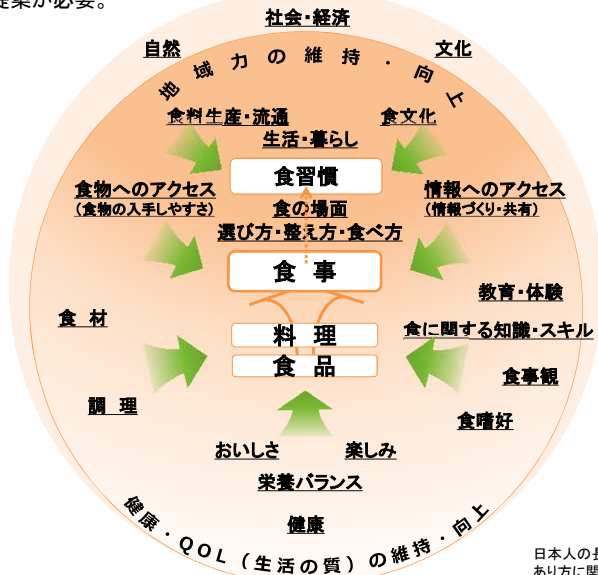 提案が必要。
社会・経済
自然
文化
地域力の維持・向上
食料生産・流通
食文化
生活・暮らし
食習慣
食物へのアクセス
(食物の入手しやすさ)
情報へのアクセス
(情報づくり・共有)
食の場面
選び方・整え方・食べ方
食事
教育・体験
食材
料理
食に関する知識・スキル
食品
食事観
調理
食嗜好
おいしさ
楽しみ
栄養バランス
健康
健康・QOL(生活の質)の維持・向上
日本人の長
あり方に関